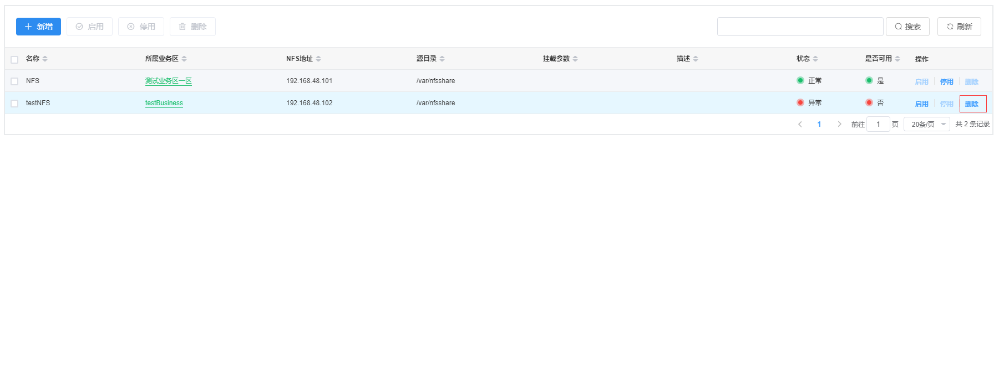 新增 启用 停用 删除 搜索 刷新
名称 所属业务区 NFS地址 源目录 挂载参数 描述 状态 是否可用 操作
NFS 测试业务区一区 192.168.48.101 /var/nfsshare 正常 是 启用 停用 删除
testNFS testBusiness 192.168.48.102 /var/nfsshare 异常 否 启用 停用 删除
1 前往 1 页 20条/页 共 2 条记录